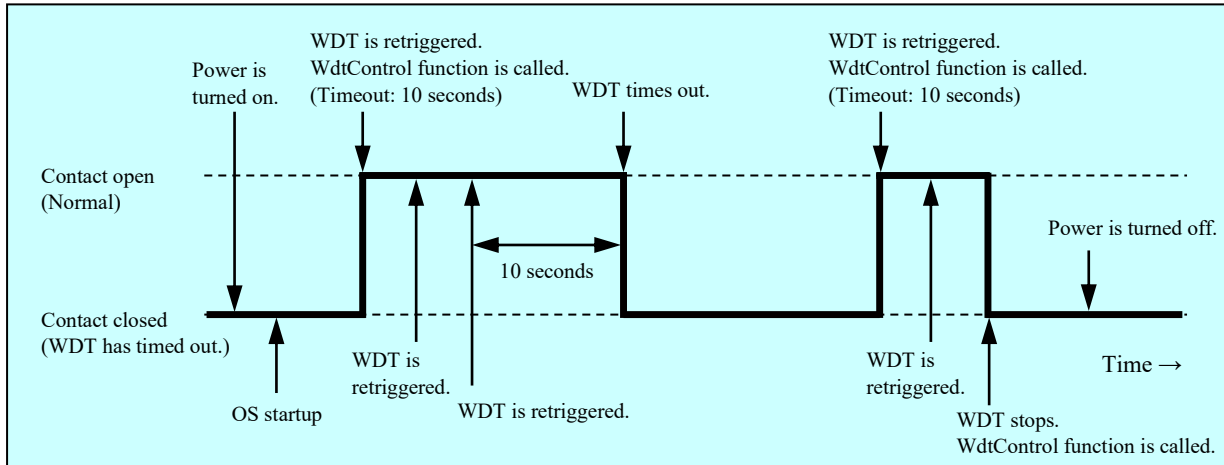 Power is
turned on.
WDT is retriggered.
WdtControl function is called.
(Timeout: 10 seconds)
WDT times out.
WDT is retriggered.
WdtControl function is called.
(Timeout: 10 seconds)
Contact open
(Normal)
Power is turned off.
10 seconds
Contact closed
(WDT has timed out.)
OS startup
WDT is
retriggered.
WDT is retriggered.
WDT is
retriggered.
Time →
WDT stops.
WdtControl function is called.